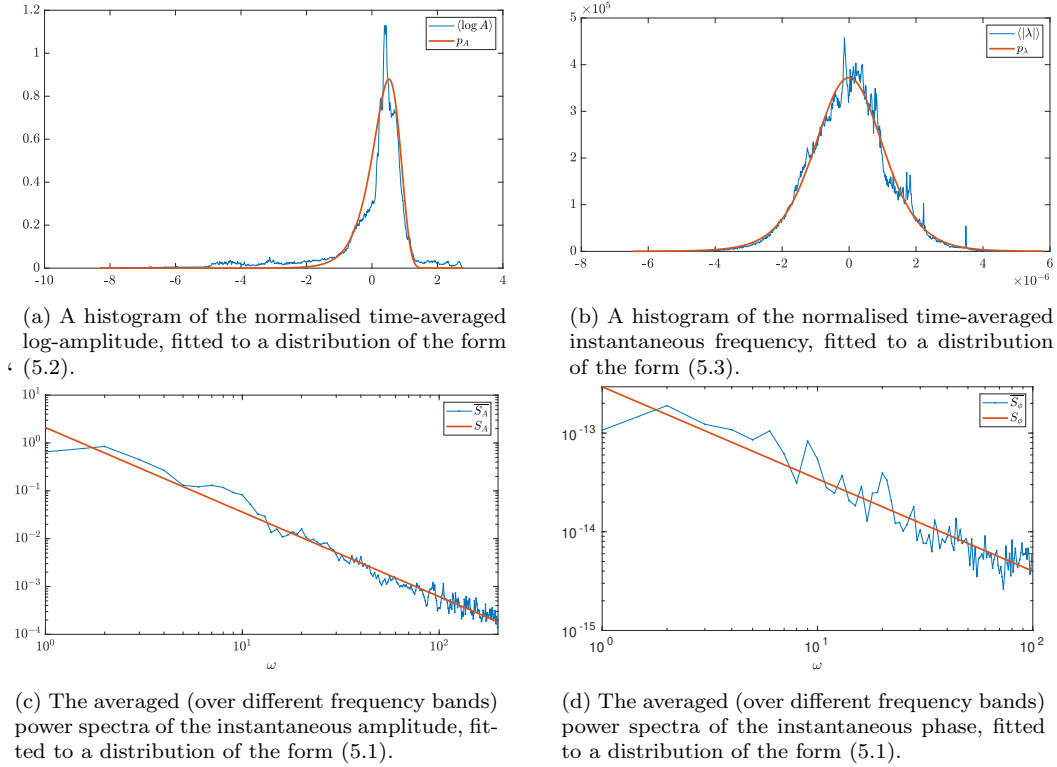 1.2
1
0.8
0.6
0.4
0.2
0
-10
-8
-6
-4
-2
0
2
4
⟨log A⟩
p_A
×10^5
5
4
3
2
1
0
-8
-6
-4
-2
0
2
4
6
×10^-6
⟨|λ|⟩
p_λ
(a) A histogram of the normalised time-averaged
log-amplitude, fitted to a distribution of the form
‘ (5.2).
(b) A histogram of the normalised time-averaged
instantaneous frequency, fitted to a distribution
of the form (5.3).
10^1
10^0
10^-1
10^-2
10^-3
10^-4
10^0
10^1
10^2
ω
S̅_A
S_A
10^-13
10^-14
10^-15
10^0
10^1
10^2
ω
S̅_ϕ
S_ϕ
(c) The averaged (over different frequency bands)
power spectra of the instantaneous amplitude, fit-
ted to a distribution of the form (5.1).
(d) The averaged (over different frequency bands)
power spectra of the instantaneous phase, fitted
to a distribution of the form (5.1).